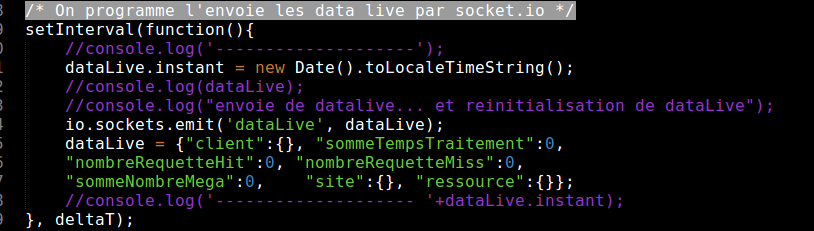 /* On programme l'envoie les data live par socket.io */
setInterval(function(){
//console.log('--------------------');
dataLive.instant = new Date().toLocaleTimeString();
//console.log(dataLive);
//console.log("envoie de datalive... et reinitialisation de dataLive");
io.sockets.emit('dataLive', dataLive);
dataLive = {"client":{}, "sommeTempsTraitement":0,
"nombreRequetteHit":0, "nombreRequetteMiss":0,
"sommeNombreMega":0,    "site":{}, "ressource":{}};
//console.log('-------------------- '+dataLive.instant);
}, deltaT);